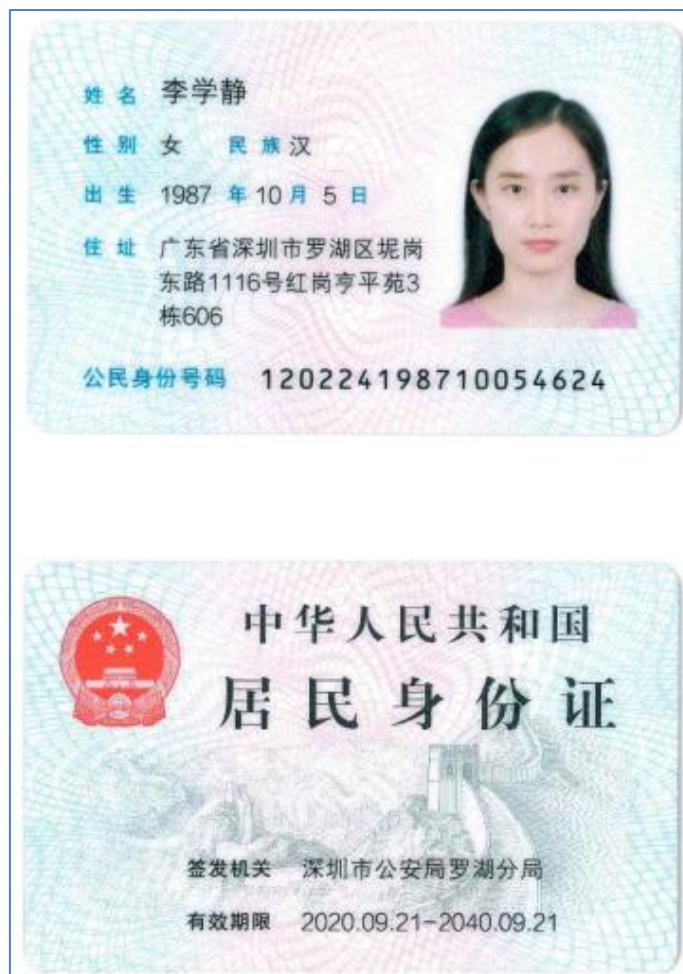 姓名 李学静
性别 女 民族 汉
出生 1987 年 10 月 5 日
住址 广东省深圳市罗湖区坭岗
东路1116号红岗亨平苑3
栋606
公民身份号码 120224198710054624
中华人民共和国
居民身份证
签发机关 深圳市公安局罗湖分局
有效期限 2020.09.21-2040.09.21